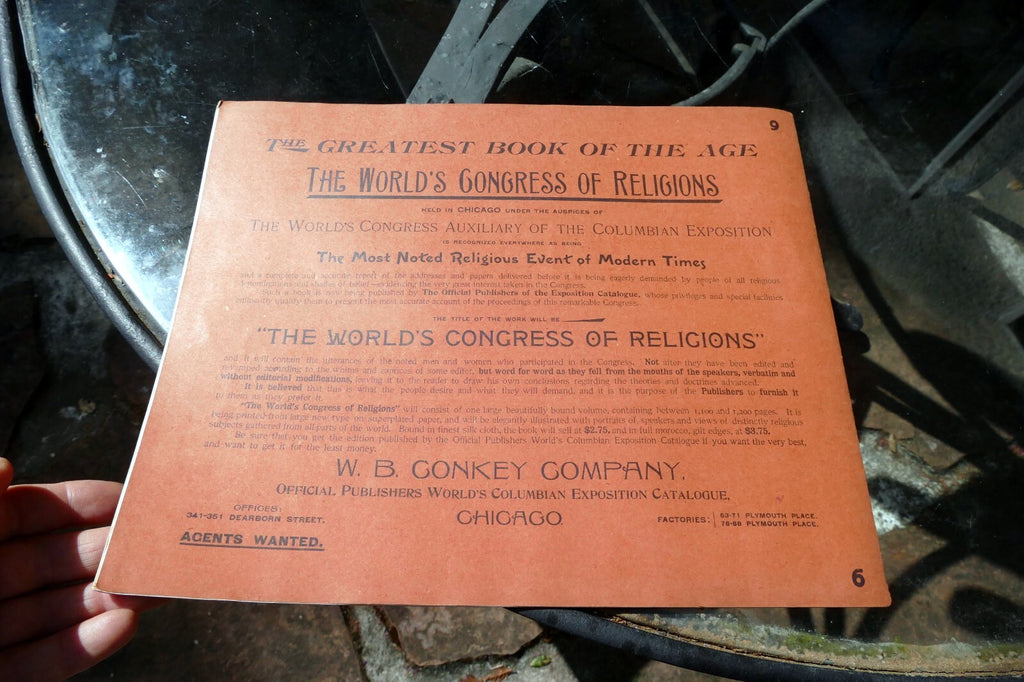 9
THE GREATEST BOOK OF THE AGE
THE WORLD'S CONGRESS OF RELIGIONS
HELD IN CHICAGO UNDER THE AUSPICES OF
THE WORLD'S CONGRESS AUXILIARY OF THE COLUMBIAN EXPOSITION
IS RECOGNIZED EVERYWHERE AS BEING
The Most Noted Religious Event of Modern Times
and a complete and accurate report of the addresses and papers delivered before it is being eagerly demanded by people of all religious
denominations and shades of belief—evidencing the very great interest taken in the Congress.
Such a book is now being published by The Official Publishers of the Exposition Catalogue, whose privileges and special facilities
eminently qualify them to present the most accurate account of the proceedings of this remarkable Congress.
THE TITLE OF THE WORK WILL BE
"THE WORLD'S CONGRESS OF RELIGIONS"
and it will contain the utterances of the noted men and women who participated in the Congress. Not after they have been edited and
revamped according to the whims and caprices of some editor, but word for word as they fell from the mouths of the speakers, verbatim and
without editorial modifications, leaving it to the reader to draw his own conclusions regarding the theories and doctrines advanced.
It is believed that this is what the people desire and what they will demand, and it is the purpose of the Publishers to furnish it
to them as they prefer it.
"The World's Congress of Religions" will consist of one large beautifully bound volume, containing between 1,100 and 1,200 pages. It is
being printed from large new type on superplated paper, and will be elegantly illustrated with portraits of speakers and views of distinctly religious
subjects gathered from all parts of the world. Bound in finest silk cloth, the book will sell at $2.75, and in full morocco, gilt edges, at $3.75.
Be sure that you get the edition published by the Official Publishers World's Columbian Exposition Catalogue if you want the very best,
and want to get it for the least money.
W. B. CONKEY COMPANY,
OFFICIAL PUBLISHERS WORLD'S COLUMBIAN EXPOSITION CATALOGUE,
OFFICES:
341-351 DEARBORN STREET.
CHICAGO
FACTORIES: 63-71 PLYMOUTH PLACE.
78-88 PLYMOUTH PLACE.
AGENTS WANTED.
6